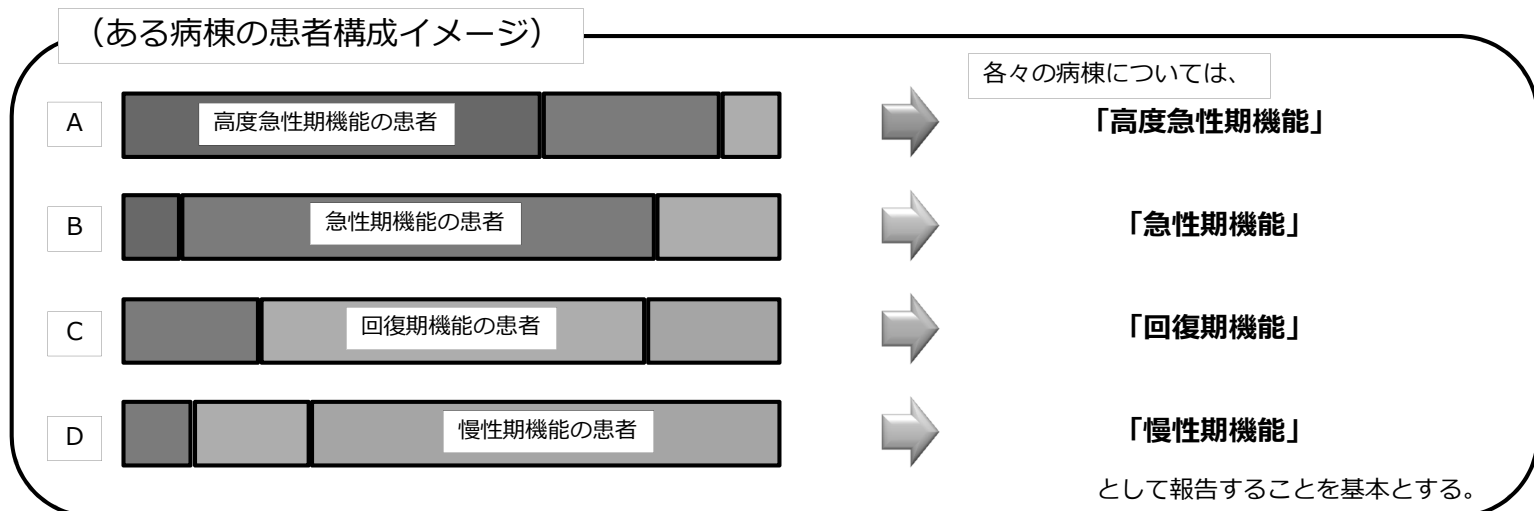 （ある病棟の患者構成イメージ）
各々の病棟については、
A
高度急性期機能の患者
「高度急性期機能」
B
急性期機能の患者
「急性期機能」
C
回復期機能の患者
「回復期機能」
D
慢性期機能の患者
「慢性期機能」
として報告することを基本とする。